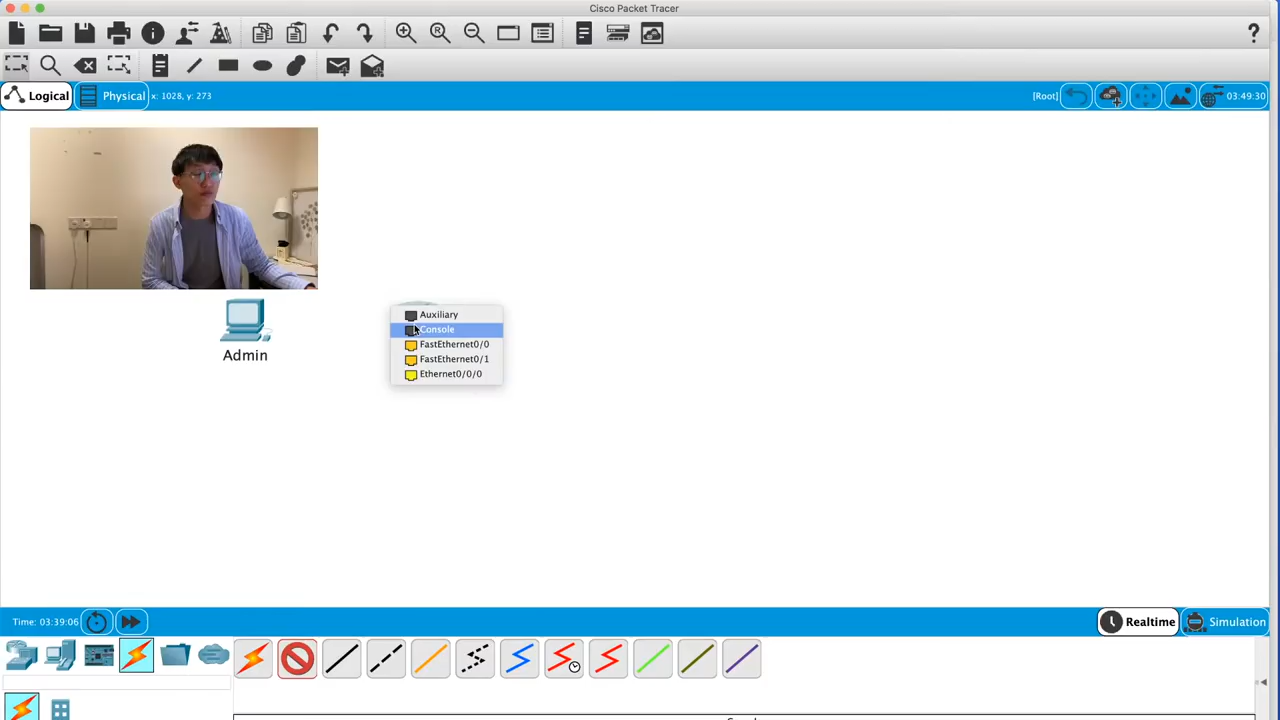 Cisco Packet Tracer
?
Logical
Physical
x: 1028, y: 273
[Root]
03:49:30
Admin
Auxiliary
Console
FastEthernet0/0
FastEthernet0/1
Ethernet0/0/0
Time: 03:39:06
Realtime
Simulation